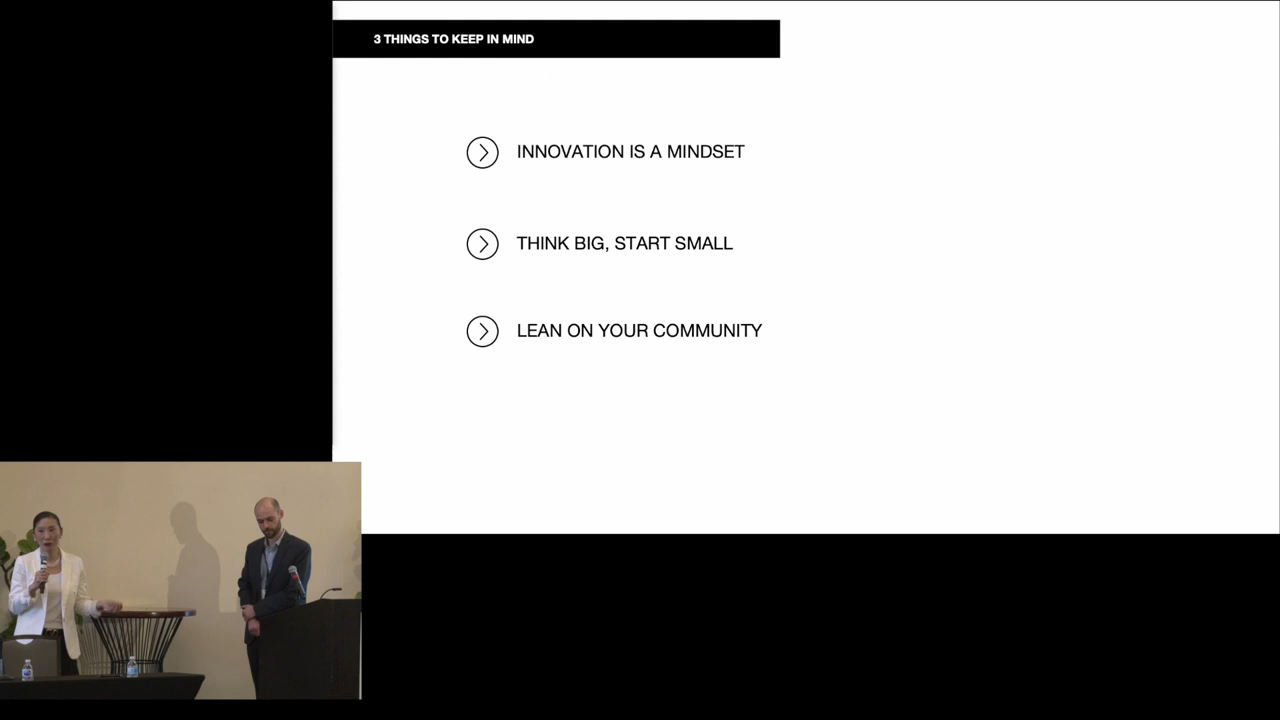 3 THINGS TO KEEP IN MIND
INNOVATION IS A MINDSET
THINK BIG, START SMALL
LEAN ON YOUR COMMUNITY